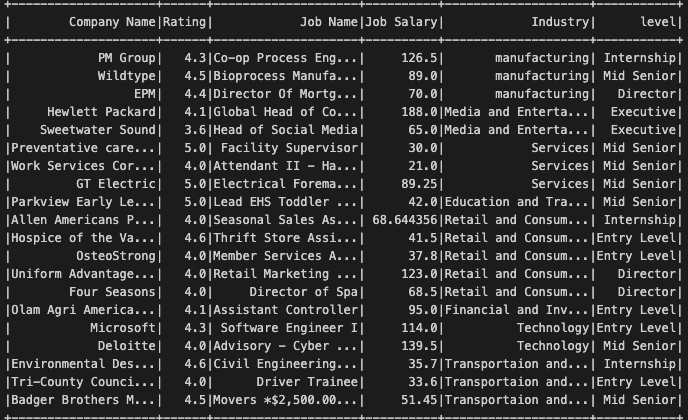 +--------------------+------+--------------------+----------+--------------------+-----------+
|        Company Name|Rating|            Job Name|Job Salary|            Industry|      level|
+--------------------+------+--------------------+----------+--------------------+-----------+
|            PM Group|   4.3|Co-op Process Eng...|     126.5|       manufacturing| Internship|
|            Wildtype|   4.5|Bioprocess Manufa...|      89.0|       manufacturing| Mid Senior|
|                 EPM|   4.4|Director Of Mortg...|      70.0|       manufacturing|   Director|
|     Hewlett Packard|   4.1|Global Head of Co...|     188.0|Media and Enterta...|  Executive|
|    Sweetwater Sound|   3.6|Head of Social Media|      65.0|Media and Enterta...|  Executive|
|Preventative care...|   5.0| Facility Supervisor|      30.0|            Services| Mid Senior|
|Work Services Cor...|   4.0|Attendant II - Ha...|      21.0|            Services| Mid Senior|
|         GT Electric|   5.0|Electrical Forema...|     89.25|            Services| Mid Senior|
|Parkview Early Le...|   5.0|Lead EHS Toddler ...|      42.0|Education and Tra...| Mid Senior|
|Allen Americans P...|   4.0|Seasonal Sales As...| 68.644356|Retail and Consum...| Internship|
|Hospice of the Va...|   4.6|Thrift Store Assi...|      41.5|Retail and Consum...|Entry Level|
|          OsteoStrong|   4.0|Member Services A...|      37.8|Retail and Consum...|Entry Level|
|Uniform Advantage...|   4.0|Retail Marketing ...|     123.0|Retail and Consum...|   Director|
|        Four Seasons|   4.0|     Director of Spa|      68.5|Retail and Consum...|   Director|
|Olam Agri America...|   4.1|Assistant Controller|      95.0|Financial and Inv...|Entry Level|
|           Microsoft|   4.3| Software Engineer I|     114.0|          Technology|Entry Level|
|            Deloitte|   4.0|Advisory - Cyber ...|     139.5|          Technology| Mid Senior|
|Environmental Des...|   4.6|Civil Engineering...|      35.7|Transportaion and...| Internship|
|Tri-County Counci...|   4.0|      Driver Trainee|      33.6|Transportaion and...|Entry Level|
|Badger Brothers M...|   4.5|Movers *$2,500.00...|     51.45|Transportaion and...| Mid Senior|
+--------------------+------+--------------------+----------+--------------------+-----------+